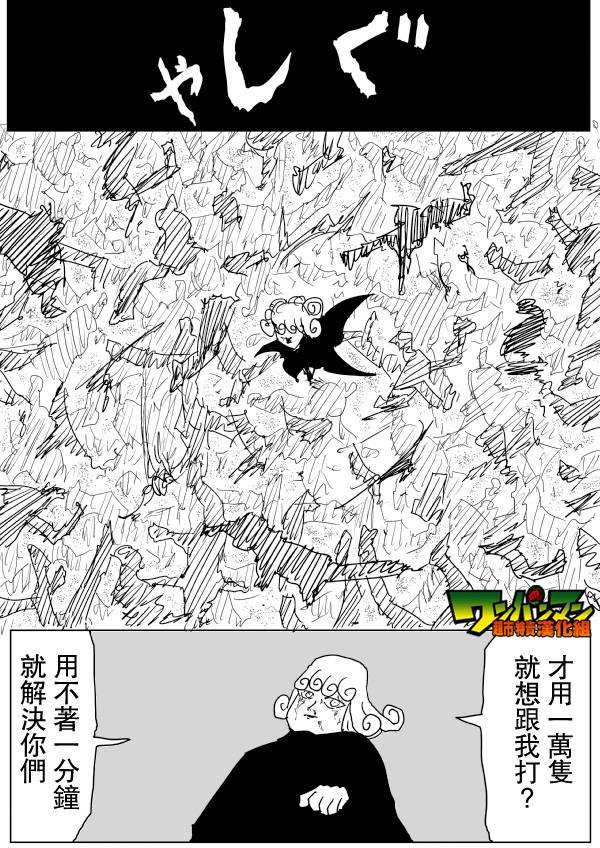 ぐしゃ
ワンパンマン
超市特賣漢化組
才用一萬隻
就想跟我打？
用不著一分鐘
就解決你們